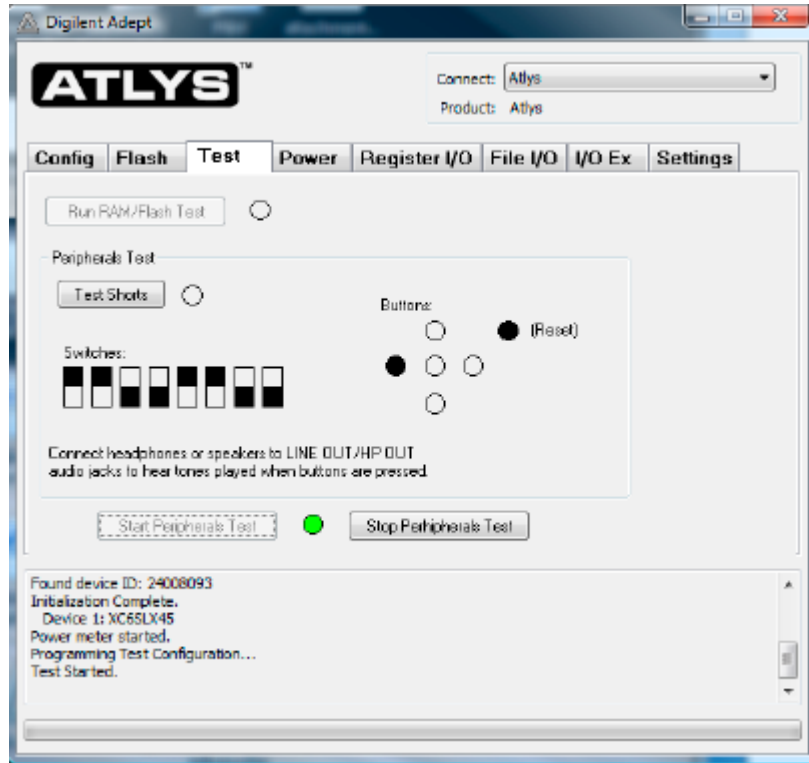 Digilent Adept
ATLYS™
Connect: Atlys
Product: Atlys
Config Flash Test Power Register I/O File I/O I/O Ex Settings
Run RAM/Flash Test
Peripherals Test
Test Shorts
Buttons:
(Reset)
Switches:
Connect headphones or speakers to LINE OUT/HP OUT
audio jacks to hear tones played when buttons are pressed.
Start Peripherals Test
Stop Perhipherals Test
Found device ID: 24008093
Initialization Complete.
Device 1: XC6SLX45
Power meter started.
Programming Test Configuration...
Test Started.